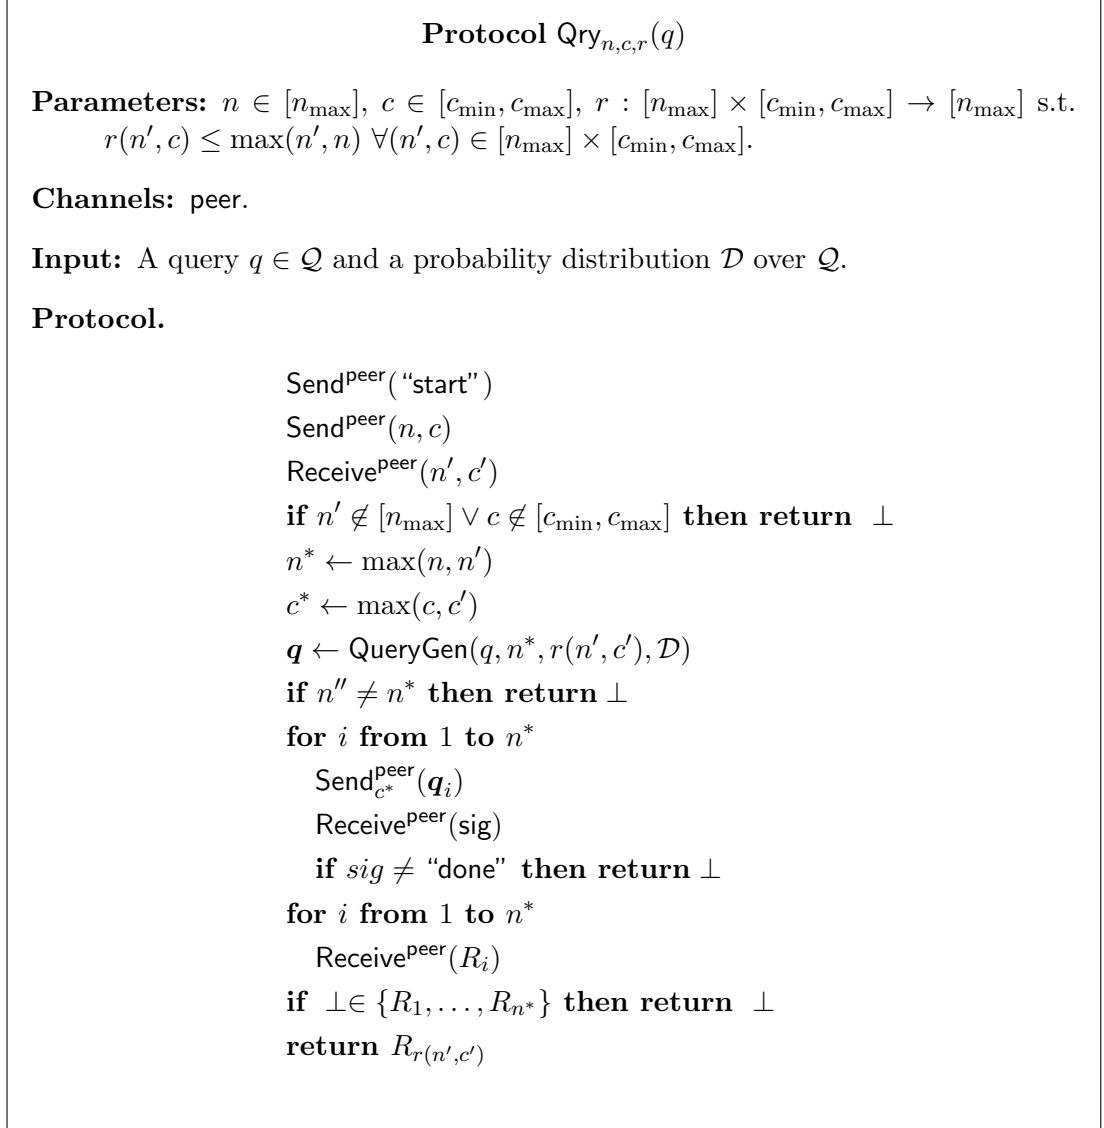 Protocol Qry_{n,c,r}(q)
Parameters: n ∈ [n_max], c ∈ [c_min, c_max], r : [n_max] × [c_min, c_max] → [n_max] s.t.
r(n′, c) ≤ max(n′, n) ∀(n′, c) ∈ [n_max] × [c_min, c_max].
Channels: peer.
Input: A query q ∈ 𝒬 and a probability distribution 𝒟 over 𝒬.
Protocol.
Send^peer(“start”)
Send^peer(n, c)
Receive^peer(n′, c′)
if n′ ∉ [n_max] ∨ c ∉ [c_min, c_max] then return ⊥
n* ← max(n, n′)
c* ← max(c, c′)
𝒒 ← QueryGen(q, n*, r(n′, c′), 𝒟)
if n″ ≠ n* then return ⊥
for i from 1 to n*
Send^peer_{c*}(𝒒_i)
Receive^peer(sig)
if sig ≠ “done” then return ⊥
for i from 1 to n*
Receive^peer(R_i)
if ⊥∈ {R_1, . . . , R_{n*}} then return ⊥
return R_{r(n′,c′)}